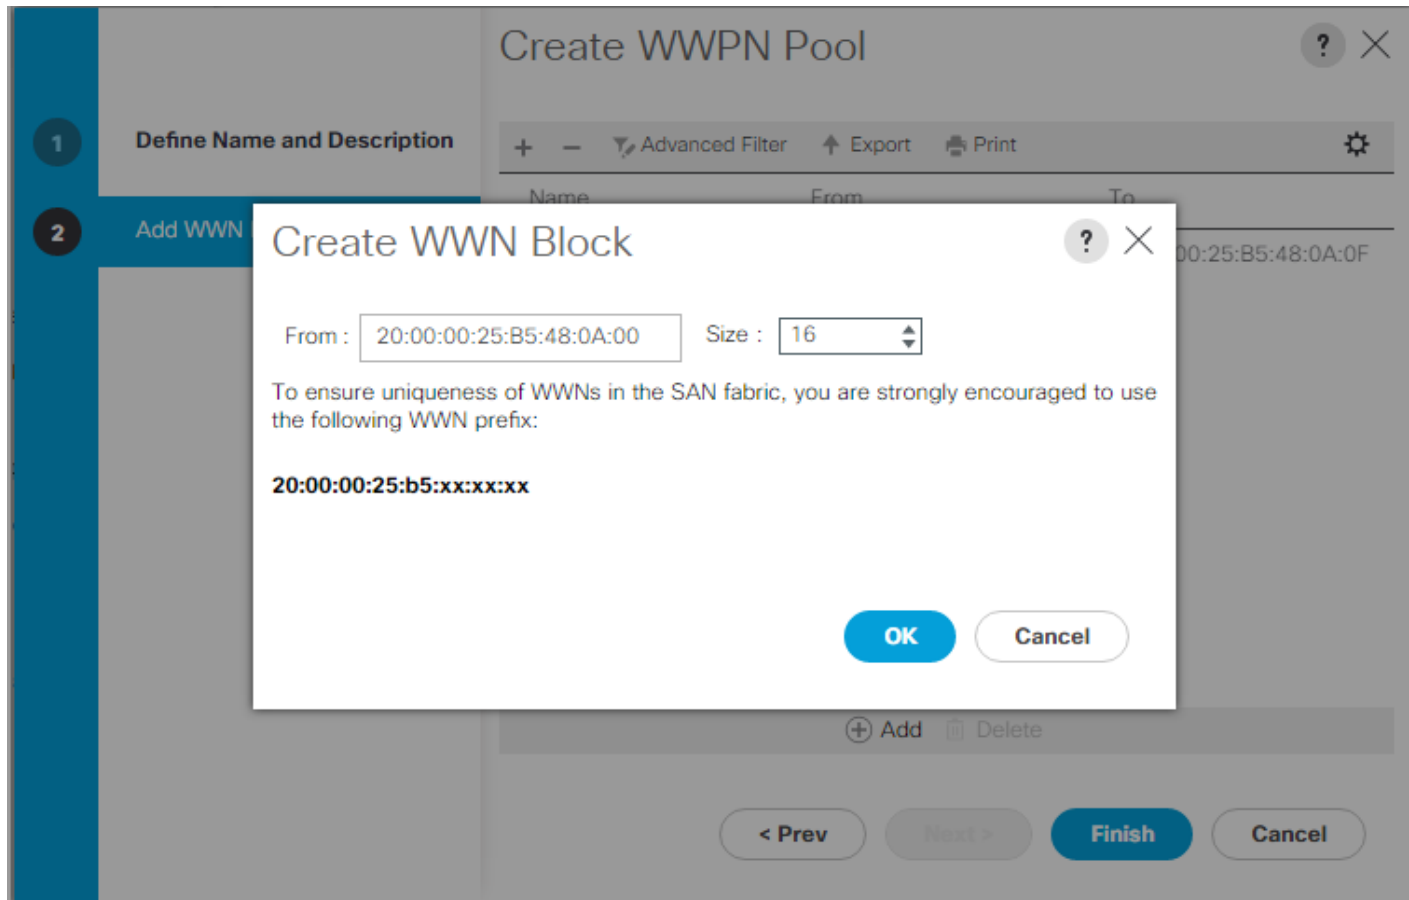 Create WWPN Pool
?
1
Define Name and Description
+ − Advanced Filter Export Print
Name From To
2
Add WWN
00:25:B5:48:0A:0F
Create WWN Block
?
From : 20:00:00:25:B5:48:0A:00 Size : 16
To ensure uniqueness of WWNs in the SAN fabric, you are strongly encouraged to use
the following WWN prefix:
20:00:00:25:b5:xx:xx:xx
OK Cancel
Add Delete
< Prev Next > Finish Cancel